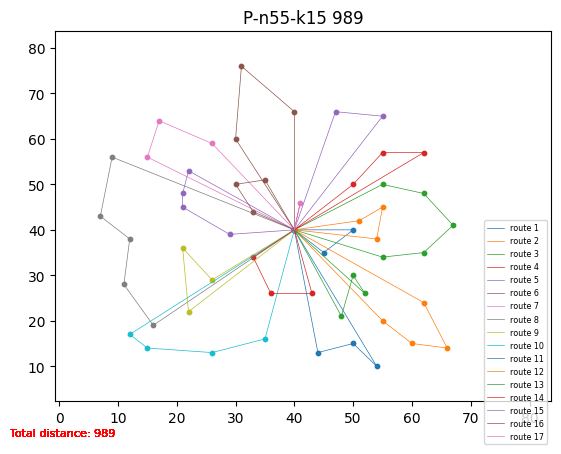 P-n55-k15 989
80
70
60
50
40
30
20
10
0 10 20 30 40 50 60 70 80
route 1
route 2
route 3
route 4
route 5
route 6
route 7
route 8
route 9
route 10
route 11
route 12
route 13
route 14
route 15
route 16
route 17
Total distance: 989